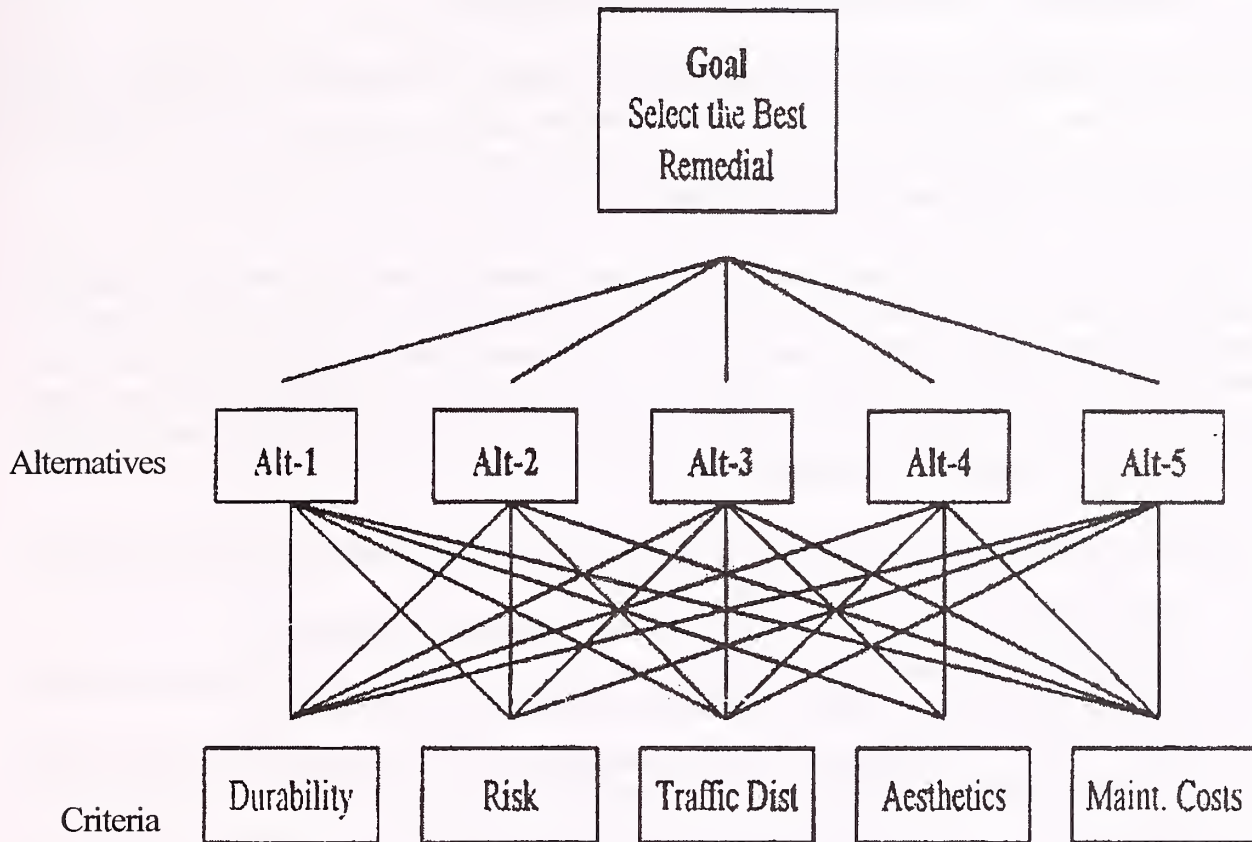 Goal
Select the Best
Remedial
Alternatives
Alt-1
Alt-2
Alt-3
Alt-4
Alt-5
Durability
Risk
Traffic Dist
Aesthetics
Maint. Costs
Criteria